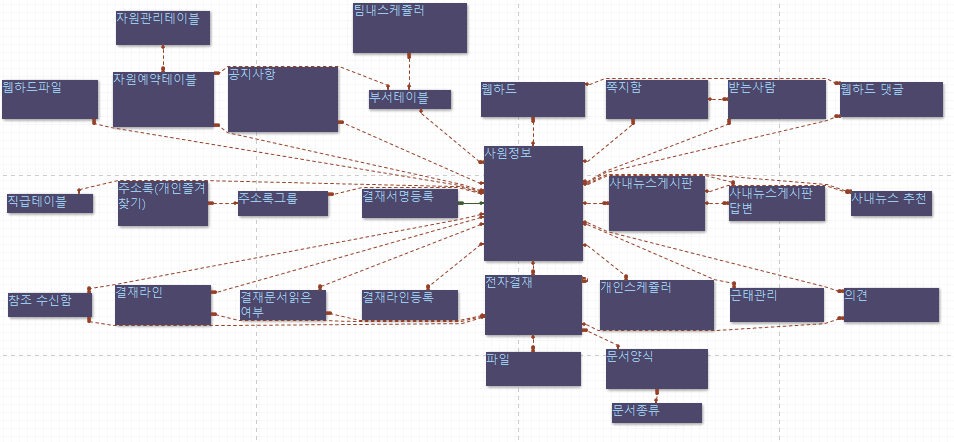 자원관리테이블
팀내스케쥴러
웹하드파일
자원예약테이블
공지사항
부서테이블
웹하드
쪽지함
받는사람
웹하드 댓글
사원정보
직급테이블
주소록(개인즐겨
찾기)
주소록그룹
결재서명등록
사내뉴스게시판
사내뉴스게시판
답변
사내뉴스 추천
참조 수신함
결재라인
결재문서읽은
여부
결재라인등록
전자결재
개인스케쥴러
근태관리
의견
파일
문서양식
문서종류